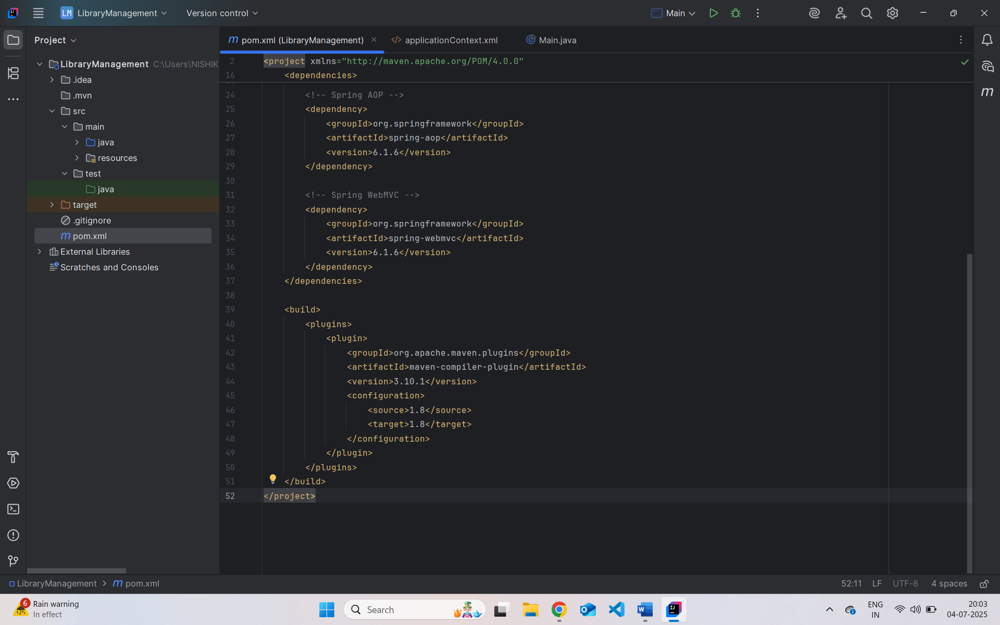 LM LibraryManagement Version control Main
Project
pom.xml (LibraryManagement) applicationContext.xml Main.java
LibraryManagement C:\Users\NISHIK
.idea
.mvn
src
main
java
resources
test
java
target
.gitignore
pom.xml
External Libraries
Scratches and Consoles
2 <project xmlns="http://maven.apache.org/POM/4.0.0"
16 <dependencies>
24 <!-- Spring AOP -->
25 <dependency>
26 <groupId>org.springframework</groupId>
27 <artifactId>spring-aop</artifactId>
28 <version>6.1.6</version>
29 </dependency>
30
31 <!-- Spring WebMVC -->
32 <dependency>
33 <groupId>org.springframework</groupId>
34 <artifactId>spring-webmvc</artifactId>
35 <version>6.1.6</version>
36 </dependency>
37 </dependencies>
38
39 <build>
40 <plugins>
41 <plugin>
42 <groupId>org.apache.maven.plugins</groupId>
43 <artifactId>maven-compiler-plugin</artifactId>
44 <version>3.10.1</version>
45 <configuration>
46 <source>1.8</source>
47 <target>1.8</target>
48 </configuration>
49 </plugin>
50 </plugins>
51 </build>
52 </project>
LibraryManagement pom.xml
52:11 LF UTF-8 4 spaces
6 Rain warning
In effect
Search
ENG
IN
20:03
04-07-2025